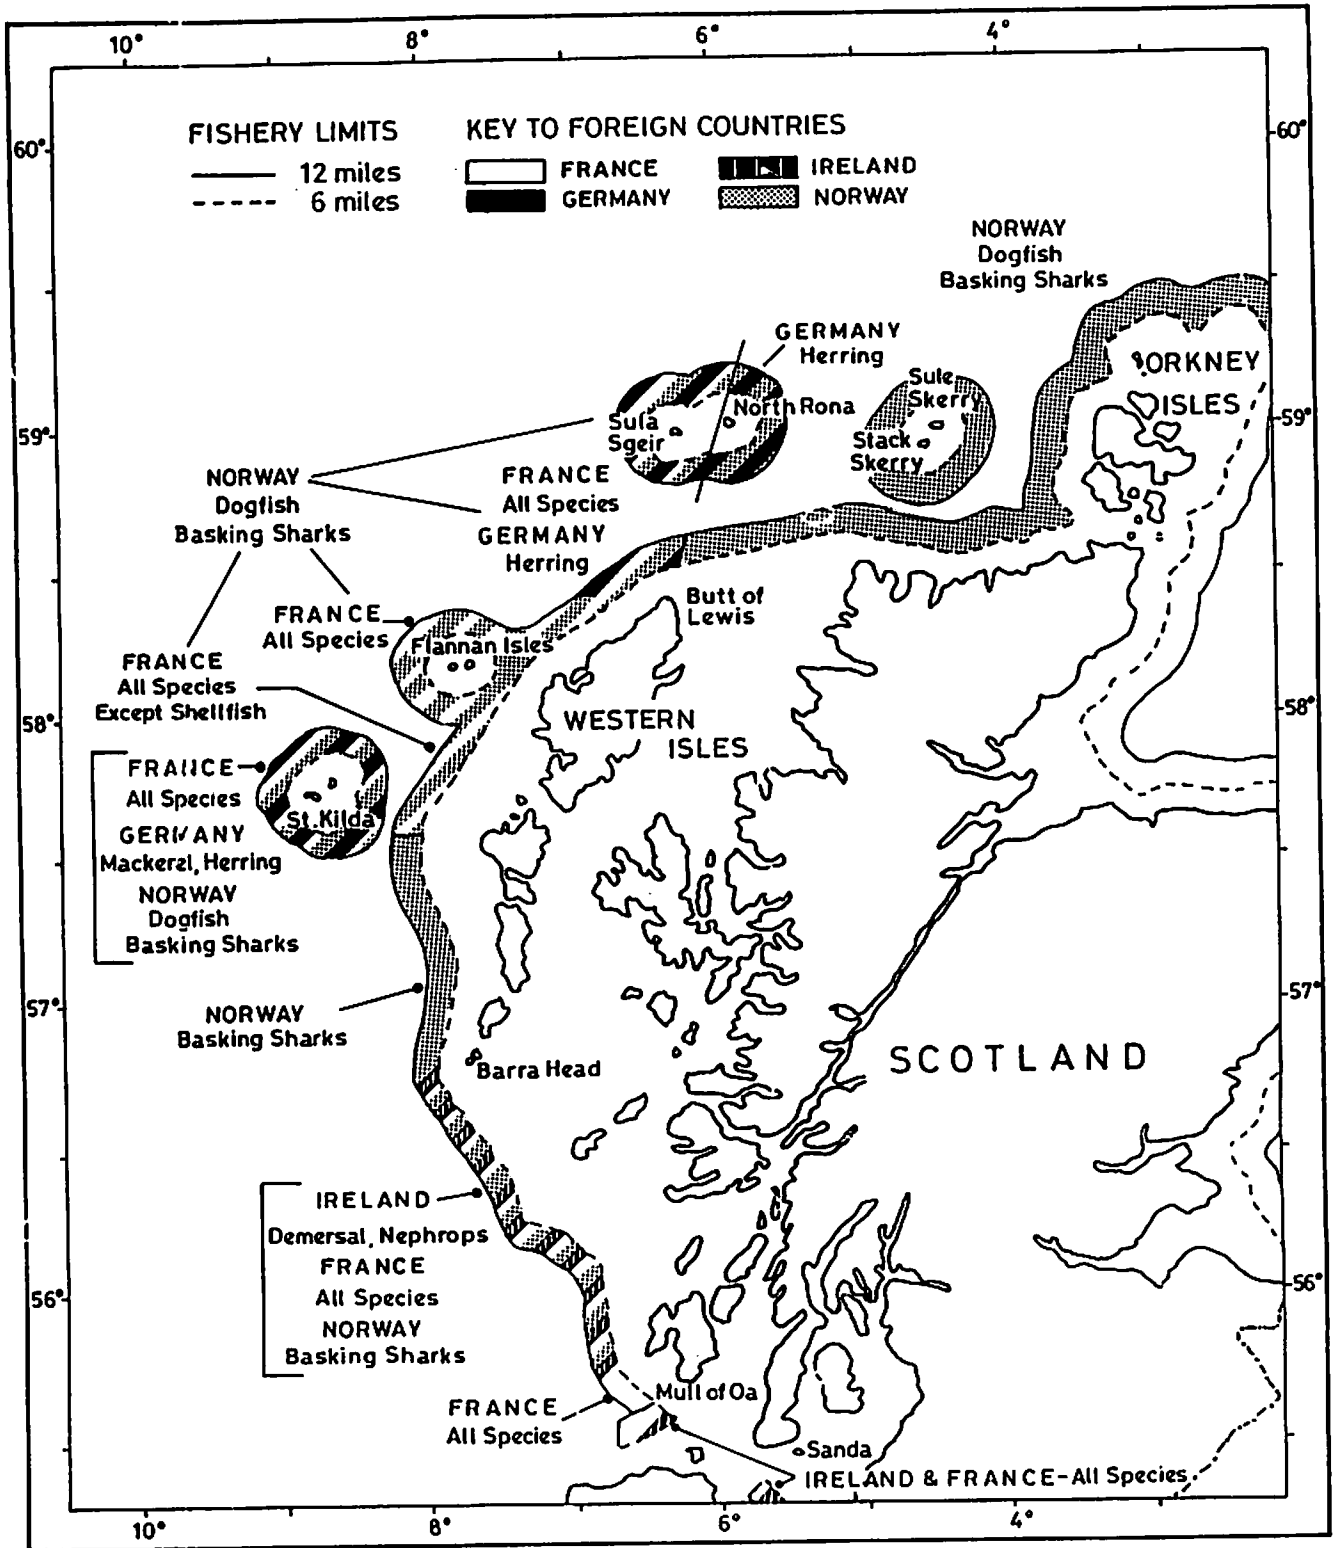 10° 8° 6° 4°
60°
60°
FISHERY LIMITS
12 miles
6 miles
KEY TO FOREIGN COUNTRIES
FRANCE
IRELAND
GERMANY
NORWAY
NORWAY
Dogfish
Basking Sharks
GERMANY
Herring
ORKNEY
ISLES
Sule
Skerry
Stack
Skerry
North Rona
Sula
Sgeir
59°
59°
NORWAY
Dogfish
Basking Sharks
FRANCE
All Species
GERMANY
Herring
Butt of
Lewis
FRANCE
All Species
Flannan Isles
FRANCE
All Species
Except Shellfish
58°
58°
WESTERN
ISLES
FRANCE
All Species
GERMANY
Mackerel, Herring
NORWAY
Dogfish
Basking Sharks
St. Kilda
57°
57°
NORWAY
Basking Sharks
Barra Head
SCOTLAND
IRELAND
Demersal, Nephrops
FRANCE
All Species
NORWAY
Basking Sharks
56°
56°
Mull of Oa
FRANCE
All Species
Sanda
IRELAND & FRANCE-All Species
10° 8° 6° 4°